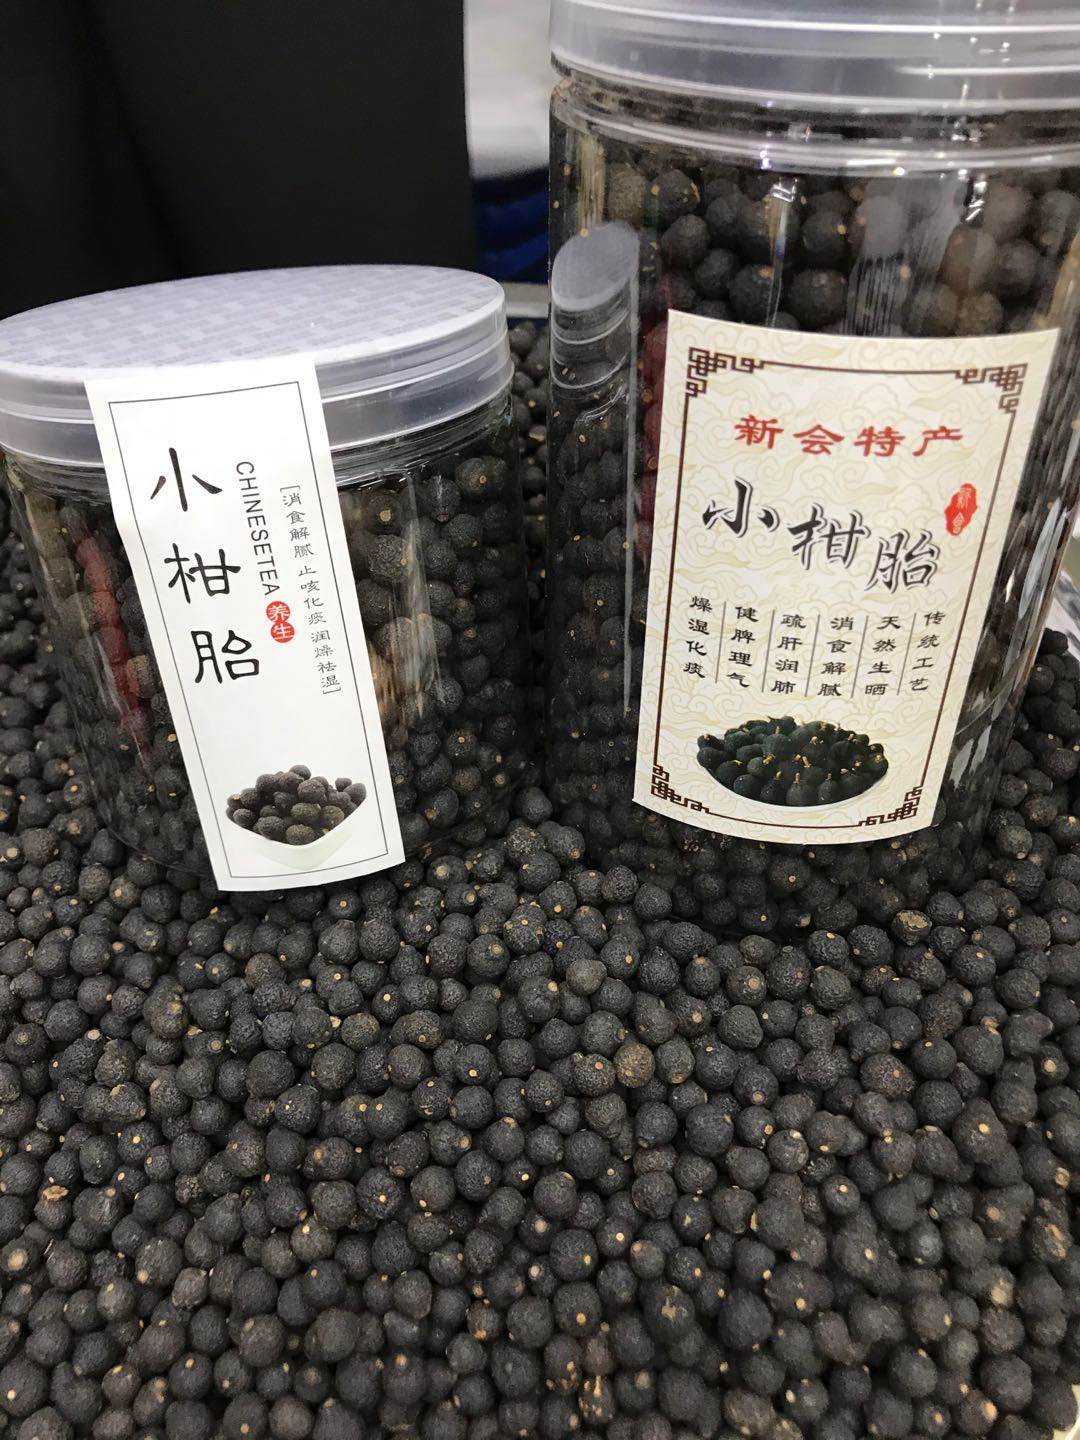 小柑胎
CHINESETEA
养生
[消食解腻 止咳化痰 润燥祛湿]
新会特产
小柑胎
新會
传统工艺
天然生晒
消食解腻
疏肝润肺
健脾理气
燥湿化痰